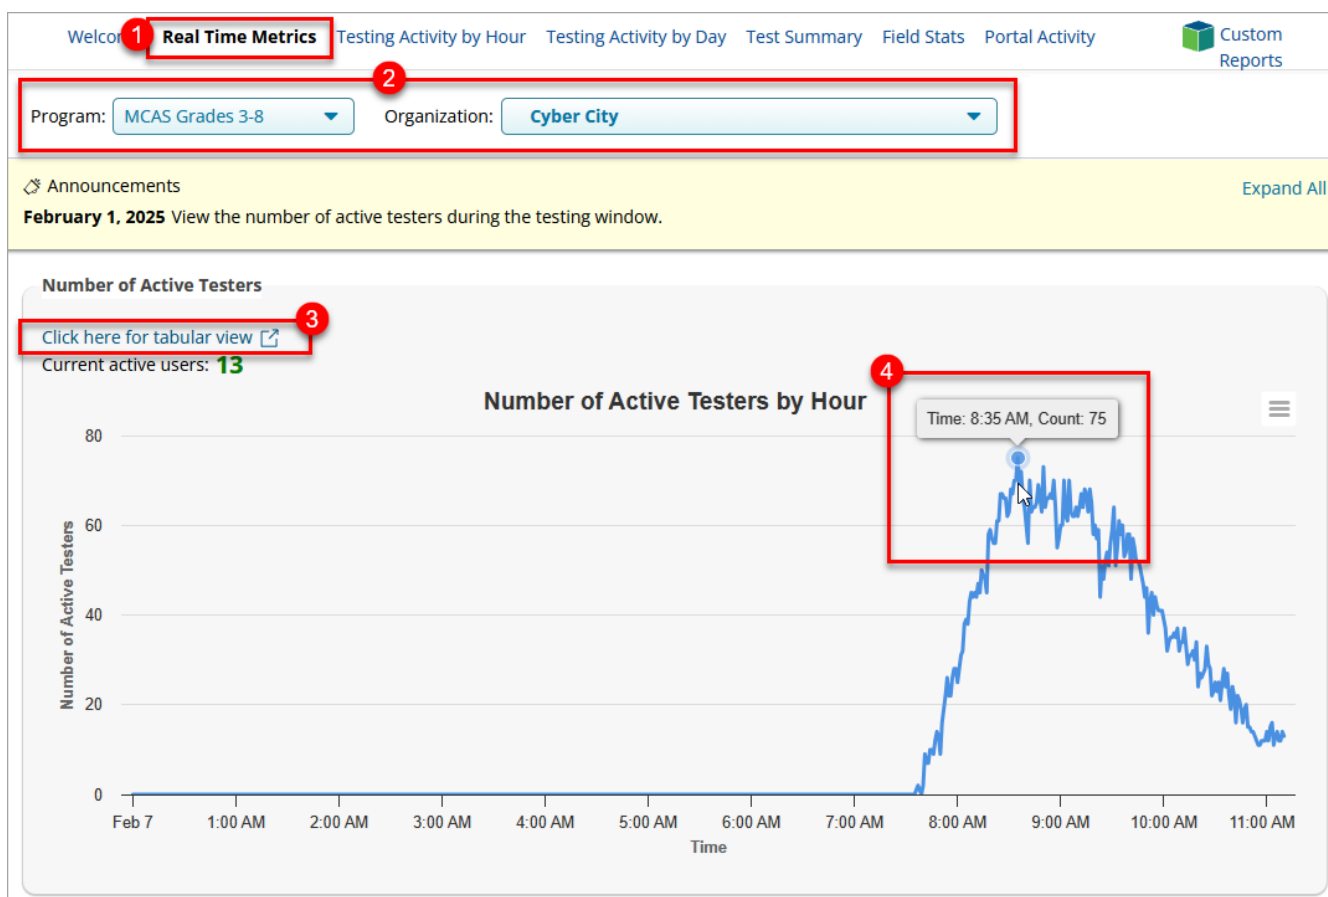 Welcom 1 Real Time Metrics Testing Activity by Hour Testing Activity by Day Test Summary Field Stats Portal Activity Custom
Reports
2
Program: MCAS Grades 3-8 Organization: Cyber City
Announcements
Expand All
February 1, 2025 View the number of active testers during the testing window.
Number of Active Testers
3
Click here for tabular view
Current active users: 13
4
Number of Active Testers by Hour
Time: 8:35 AM, Count: 75
80
60
40
20
0
Number of Active Testers
Feb 7 1:00 AM 2:00 AM 3:00 AM 4:00 AM 5:00 AM 6:00 AM 7:00 AM 8:00 AM 9:00 AM 10:00 AM 11:00 AM
Time